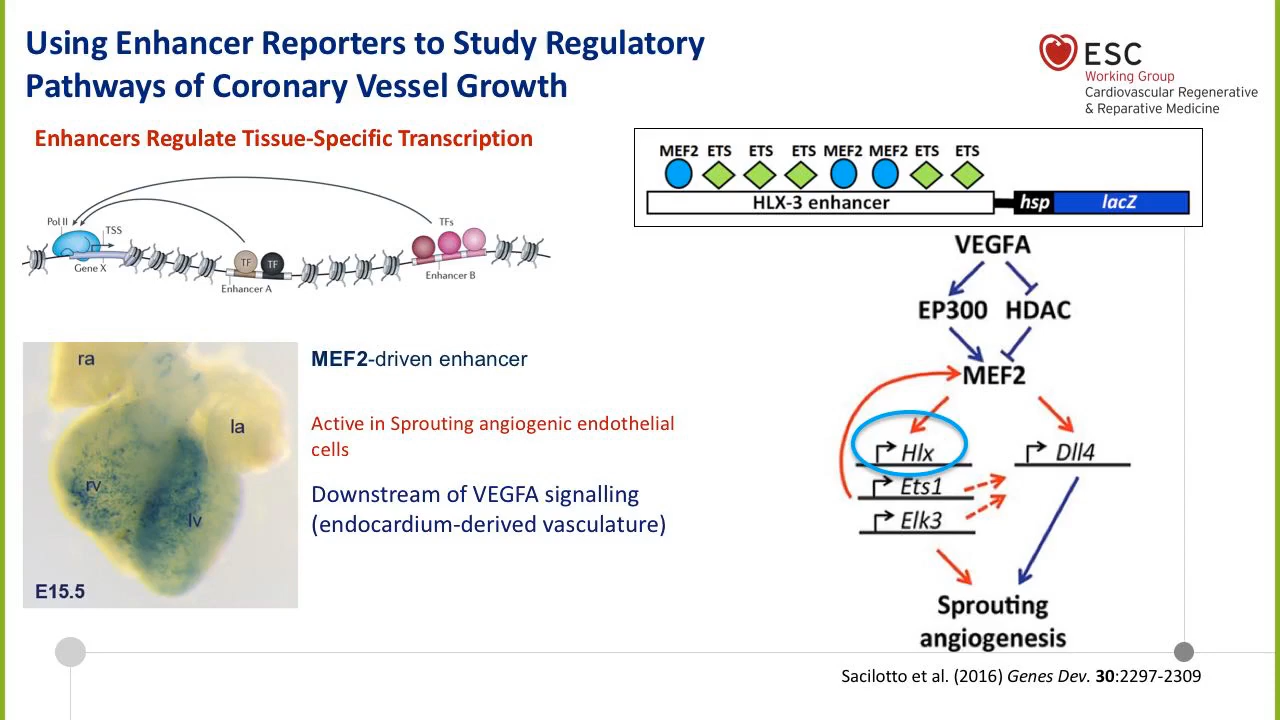 Using Enhancer Reporters to Study Regulatory
Pathways of Coronary Vessel Growth
ESC
Working Group
Cardiovascular Regenerative
& Reparative Medicine
Enhancers Regulate Tissue-Specific Transcription
Pol II
TSS
Gene X
TF
TF
Enhancer A
TFs
Enhancer B
MEF2 ETS ETS ETS MEF2 MEF2 ETS ETS
HLX-3 enhancer hsp lacZ
VEGFA
EP300 HDAC
MEF2
Hlx
Dll4
Ets1
Elk3
Sprouting
angiogenesis
ra
la
rv
lv
E15.5
MEF2-driven enhancer
Active in Sprouting angiogenic endothelial
cells
Downstream of VEGFA signalling
(endocardium-derived vasculature)
Sacilotto et al. (2016) Genes Dev. 30:2297-2309